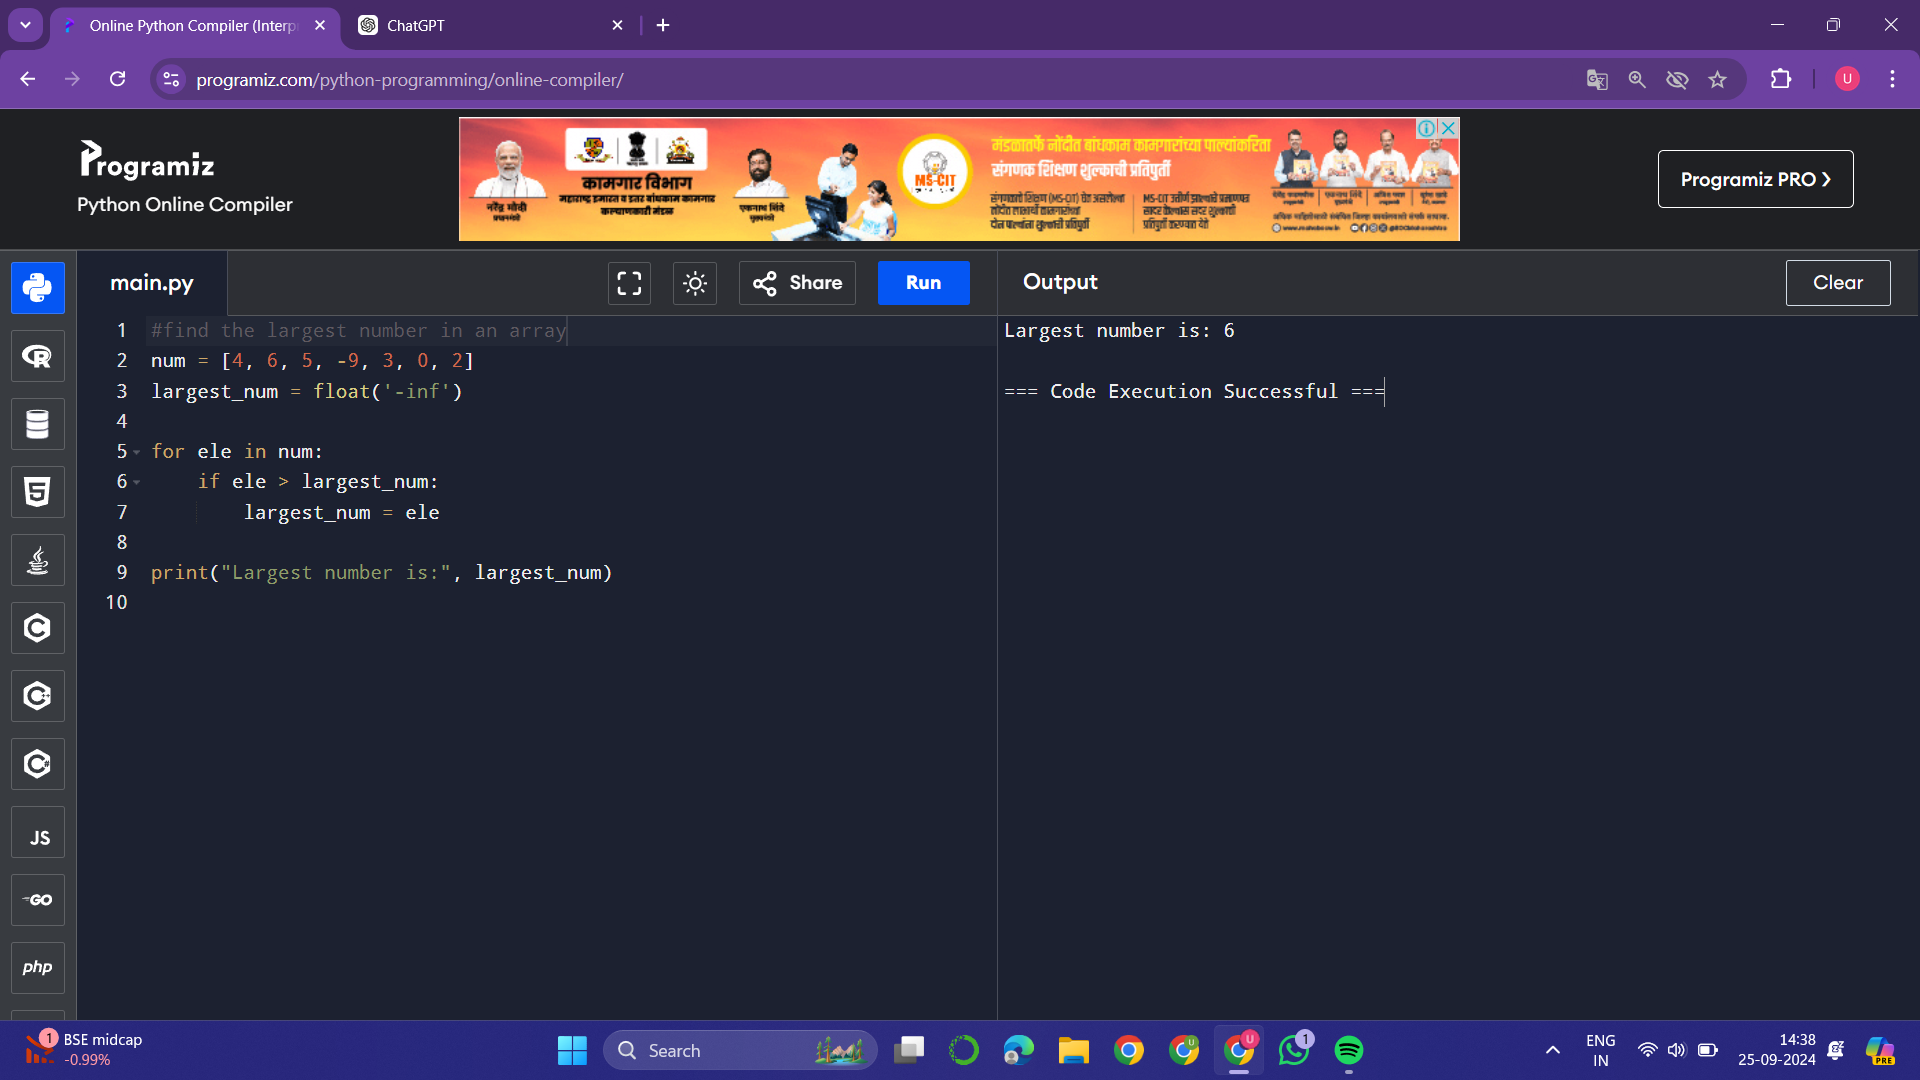 Online Python Compiler (Interp
ChatGPT
programiz.com/python-programming/online-compiler/
U
Programiz
Python Online Compiler
नरेंद्र मोदी
प्रधानमंत्री
कामगार विभाग
महाराष्ट्र इमारत व इतर बांधकाम कामगार
कल्याणकारी मंडळ
एकनाथ शिंदे
मुख्यमंत्री
MS-CIT
मंडळातर्फे नोंदीत बांधकाम कामगारांच्या पाल्यांकरिता
संगणक शिक्षण शुल्काची प्रतिपुर्ती
Programiz PRO ❯
main.py
Share
Run
Output
Clear
1 #find the largest number in an array
2 num = [4, 6, 5, -9, 3, 0, 2]
3 largest_num = float('-inf')
4
5 for ele in num:
6 if ele > largest_num:
7 largest_num = ele
8
9 print("Largest number is:", largest_num)
10
Largest number is: 6
=== Code Execution Successful ===
R
5
C
C++
C#
JS
GO
php
1
BSE midcap
-0.99%
Search
U
U
1
ENG
IN
14:38
25-09-2024
PRE